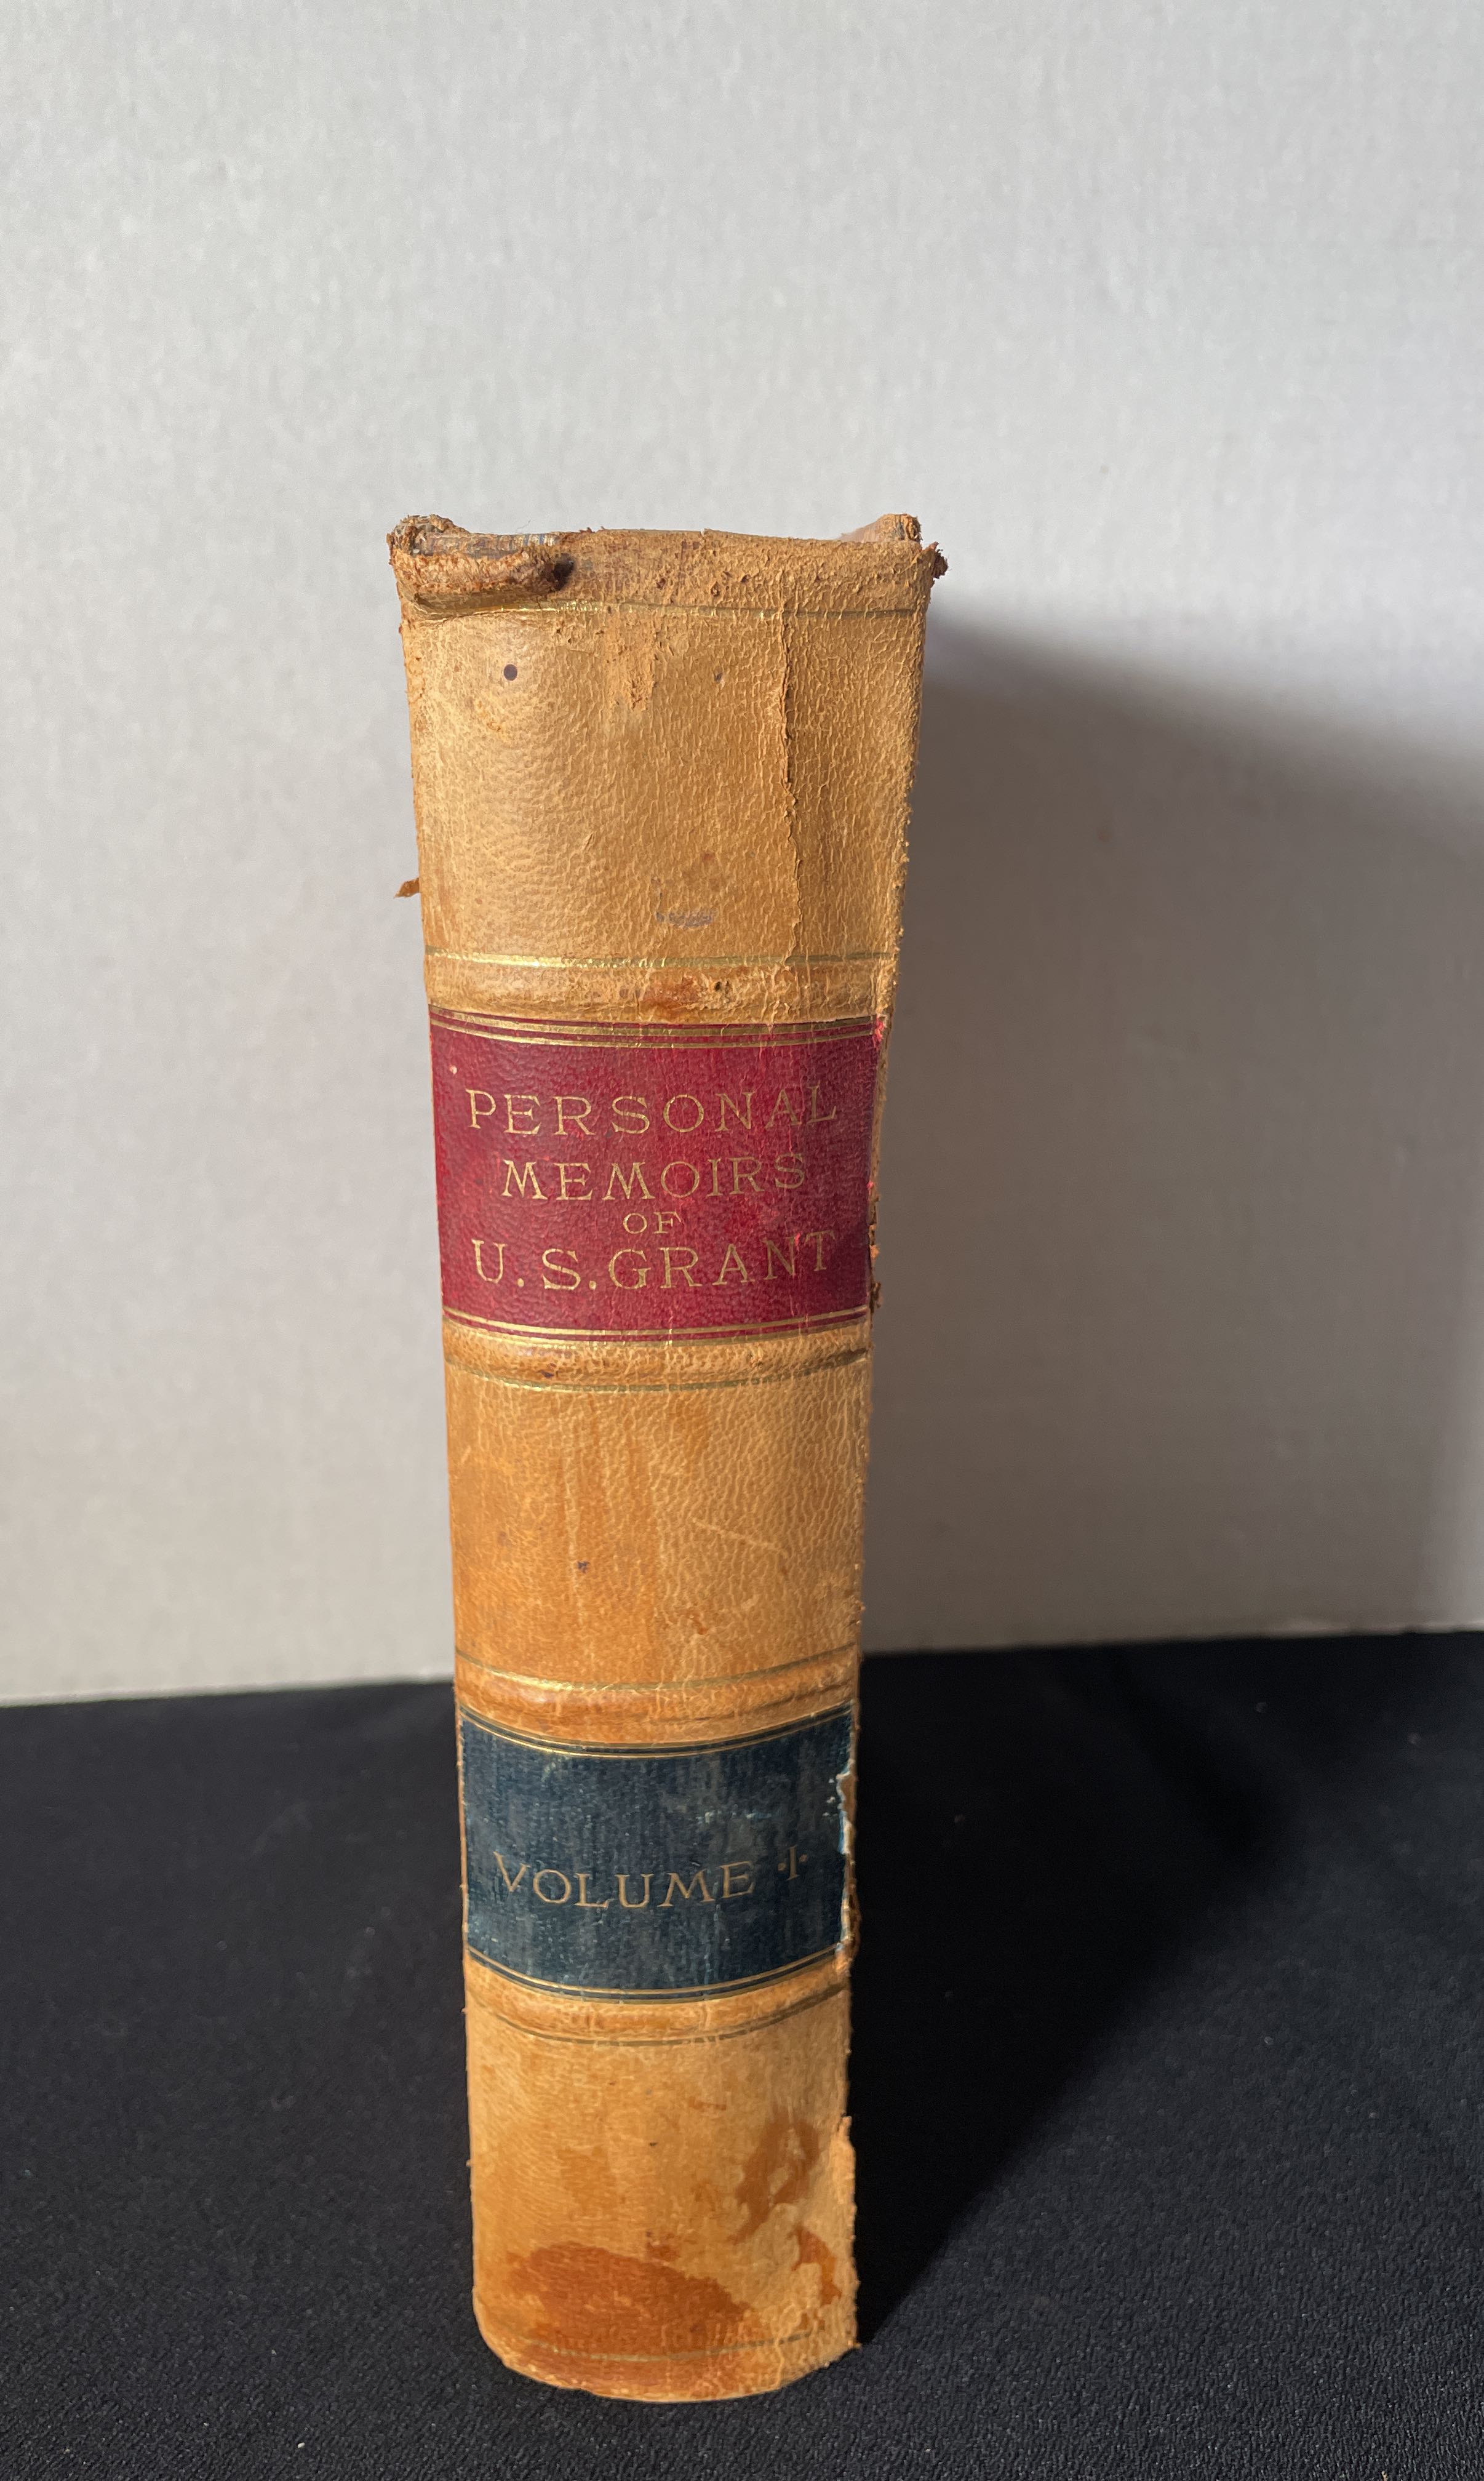 PERSONAL
MEMOIRS
OF
U.S.GRANT
VOLUME ·I·